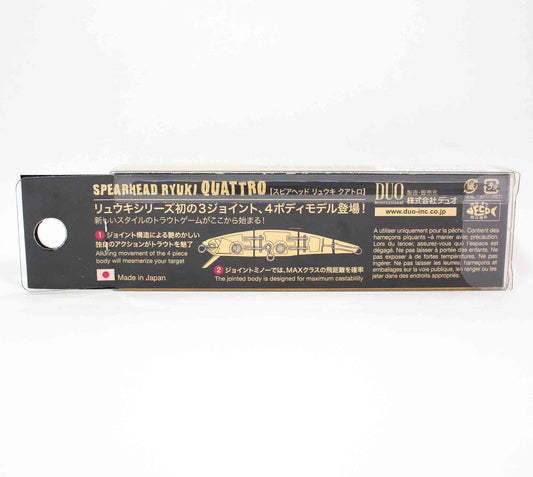 SPEARHEAD RYUKI QUATTRO 【スピアヘッド リュウキ クアトロ】
リュウキシリーズ初の3ジョイント、4ボディモデル登場！
新しいスタイルのトラウトゲームがここから始まる！
1 ジョイント構造による艶めかしい
独自のアクションがトラウトを魅了
Alluring movement of the 4 piece
body will mesmerize your target
Made in Japan
2 ジョイントミノーでは、MAXクラスの飛距離を確率
The jointed body is designed for maximum castability
DUO
製造・販売元
株式会社デュオ
www.duo-inc.co.jp
A utiliser uniquement pour la pêche. Contient des
hameçons piquants –a manier avec précaution.
Lors du lancer, assurez-vous que l'espace est
dégagé. Ne pas laisser à portée des enfants. Ne
pas exposer à de fortes températures. Ne pas
ingérer. Ne pas laisser les leurres, hameçons et
emballages sur la voie publique, les ranger ou les
jeter dans des endroits appropriés.